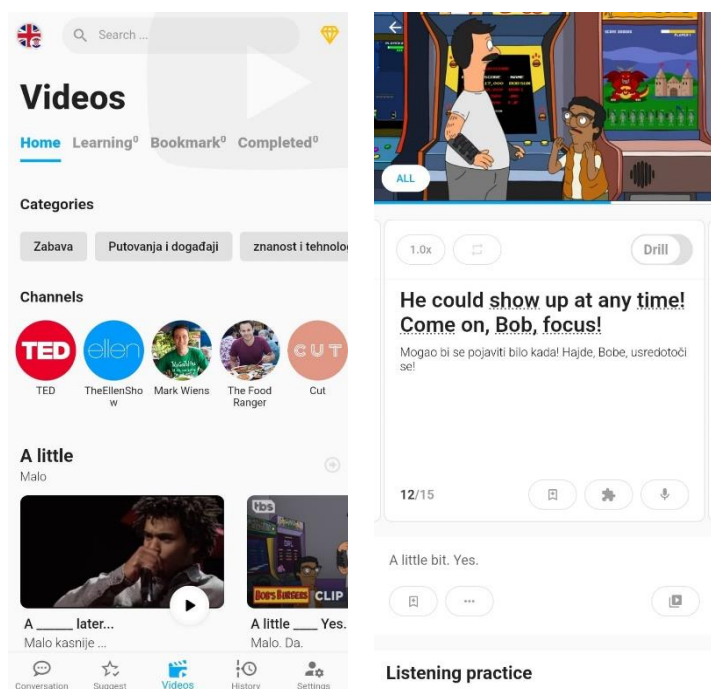 Search ...
Videos
Home Learning⁰ Bookmark⁰ Completed⁰
Categories
Zabava Putovanja i događaji znanost i tehnolo
Channels
TED ellen CUT
TED TheEllenSho
w Mark Wiens The Food
Ranger Cut
A little
Malo
tbs
BOB'S BURGERS CLIP
A _____ later...
Malo kasnije ...
A little ____ Yes.
Malo. Da.
Conversation Suggest Videos History Settings
ALL
1.0x Drill
He could show up at any time!
Come on, Bob, focus!
Mogao bi se pojaviti bilo kada! Hajde, Bobe, usredotoči
se!
12/15
A little bit. Yes.
Listening practice